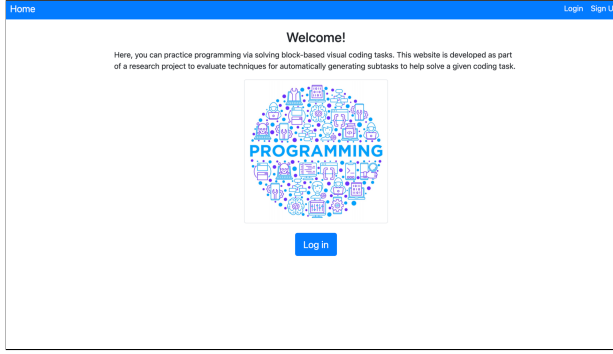 Home
Login Sign U
Welcome!
Here, you can practice programming via solving block-based visual coding tasks. This website is developed as part
of a research project to evaluate techniques for automatically generating subtasks to help solve a given coding task.
PROGRAMMING
Log in